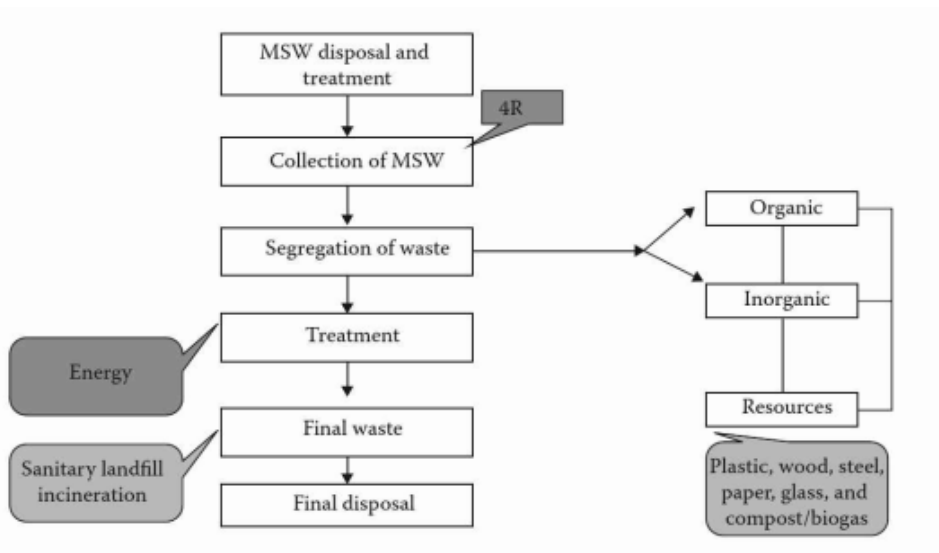 MSW disposal and
treatment
4R
Collection of MSW
Segregation of waste
Organic
Inorganic
Resources
Plastic, wood, steel,
paper, glass, and
compost/biogas
Treatment
Energy
Final waste
Sanitary landfill
incineration
Final disposal